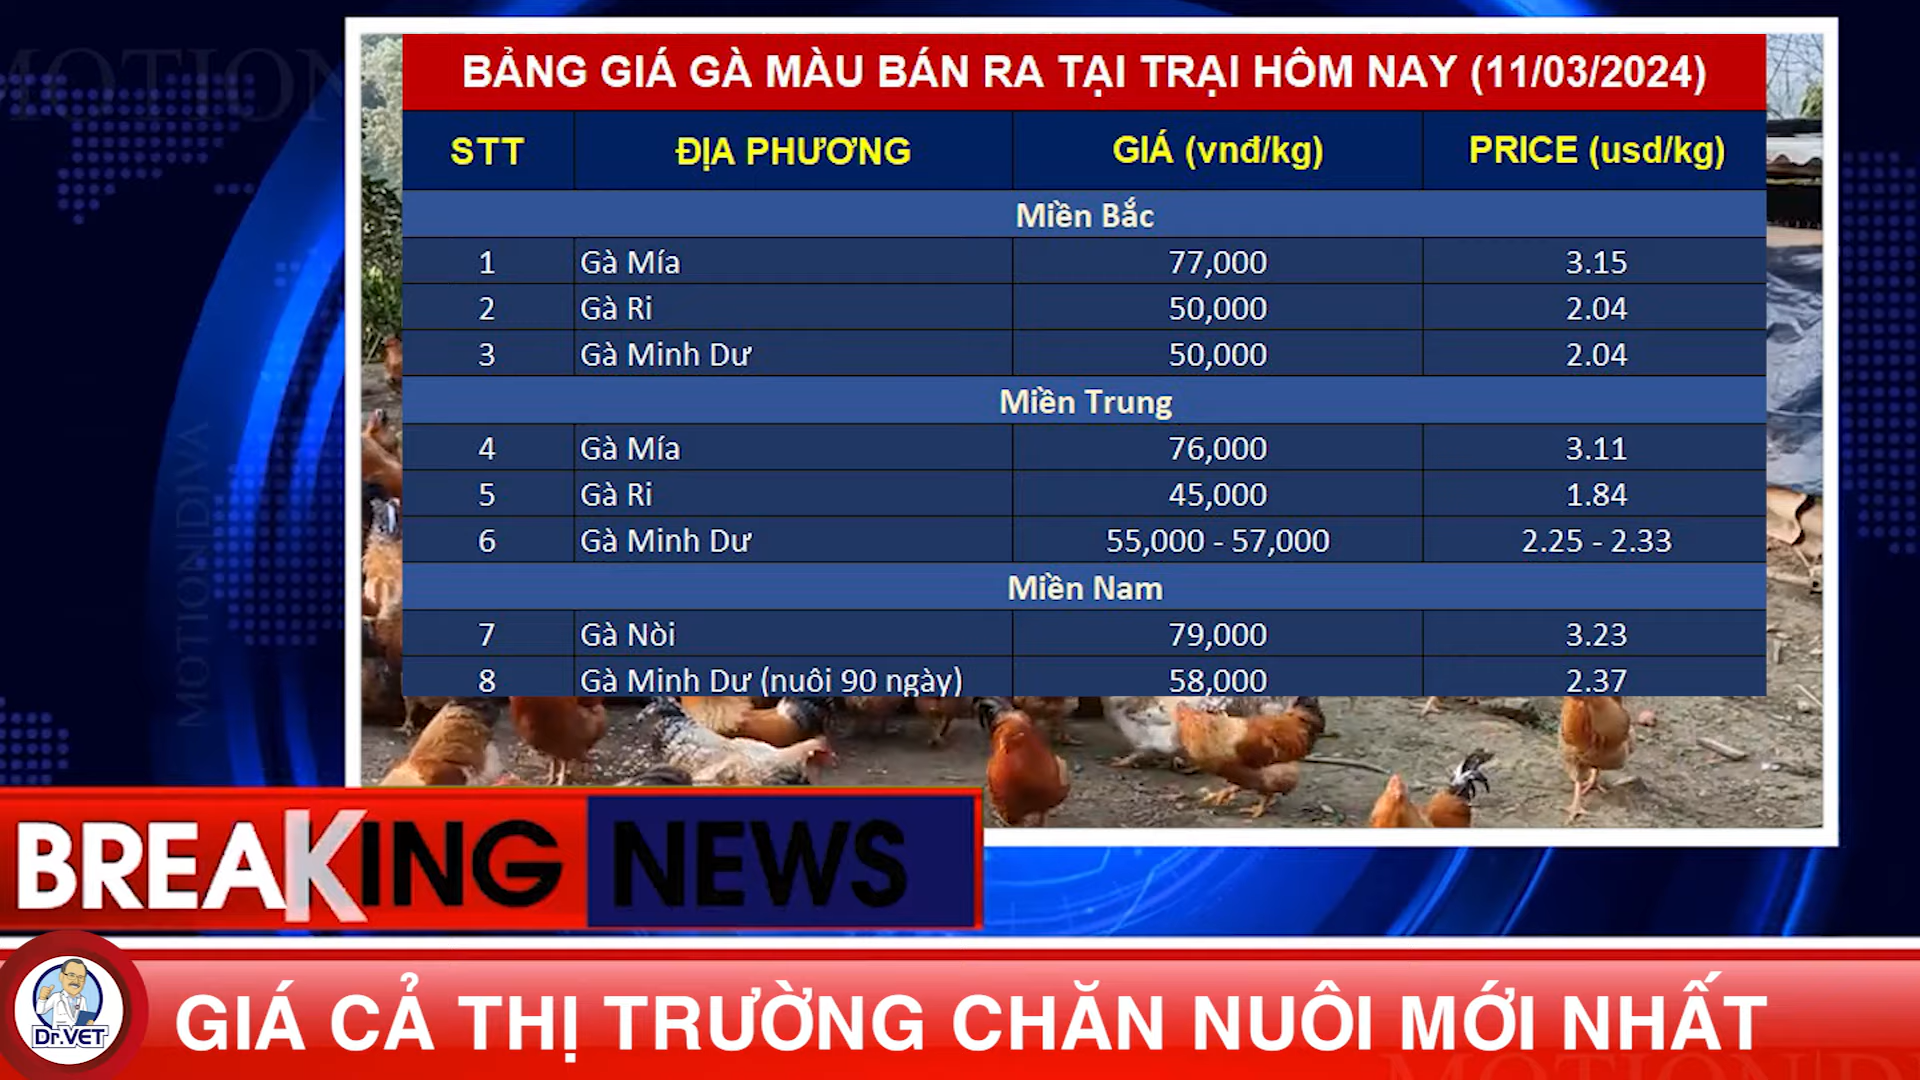 MOTION
BẢNG GIÁ GÀ MÀU BÁN RA TẠI TRẠI HÔM NAY (11/03/2024)
STT ĐỊA PHƯƠNG GIÁ (vnđ/kg) PRICE (usd/kg)
Miền Bắc
1 Gà Mía 77,000 3.15
2 Gà Ri 50,000 2.04
3 Gà Minh Dư 50,000 2.04
Miền Trung
4 Gà Mía 76,000 3.11
5 Gà Ri 45,000 1.84
6 Gà Minh Dư 55,000 - 57,000 2.25 - 2.33
Miền Nam
7 Gà Nòi 79,000 3.23
8 Gà Minh Dư (nuôi 90 ngày) 58,000 2.37
MOTION|DIVA
BREAKING NEWS
Dr.VET
GIÁ CẢ THỊ TRƯỜNG CHĂN NUÔI MỚI NHẤT